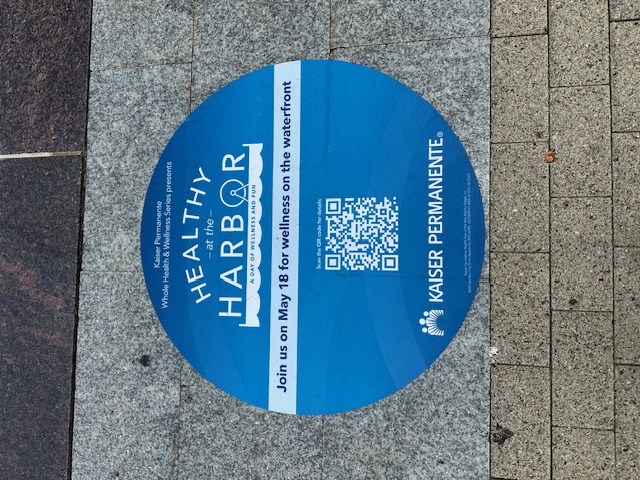 Kaiser Permanente
Whole Health & Wellness Series presents
HEALTHY
– at the –
HARBOR
A DAY OF WELLNESS AND FUN
Join us on May 18 for wellness on the waterfront
Scan the QR code for details
KAISER PERMANENTE®